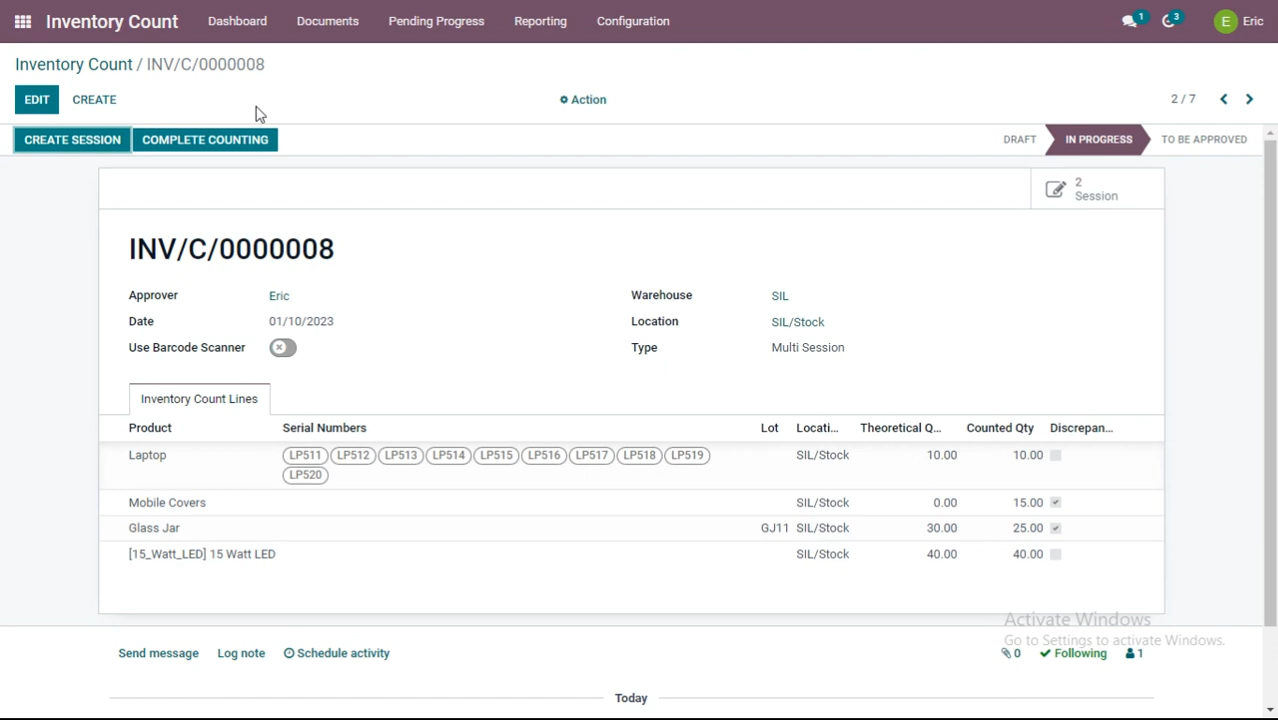 Inventory Count Dashboard Documents Pending Progress Reporting Configuration 1 3 E Eric
Inventory Count / INV/C/0000008
EDIT CREATE Action 2 / 7
CREATE SESSION COMPLETE COUNTING DRAFT IN PROGRESS TO BE APPROVED
2
Session
INV/C/0000008
Approver Eric Warehouse SIL
Date 01/10/2023 Location SIL/Stock
Use Barcode Scanner Type Multi Session
Inventory Count Lines
Product Serial Numbers Lot Locati... Theoretical Q... Counted Qty Discrepan...
Laptop LP511 LP512 LP513 LP514 LP515 LP516 LP517 LP518 LP519 SIL/Stock 10.00 10.00
LP520
Mobile Covers SIL/Stock 0.00 15.00
Glass Jar GJ11 SIL/Stock 30.00 25.00
[15_Watt_LED] 15 Watt LED SIL/Stock 40.00 40.00
Activate Windows
Go to Settings to activate Windows.
Send message Log note Schedule activity 0 Following 1
Today